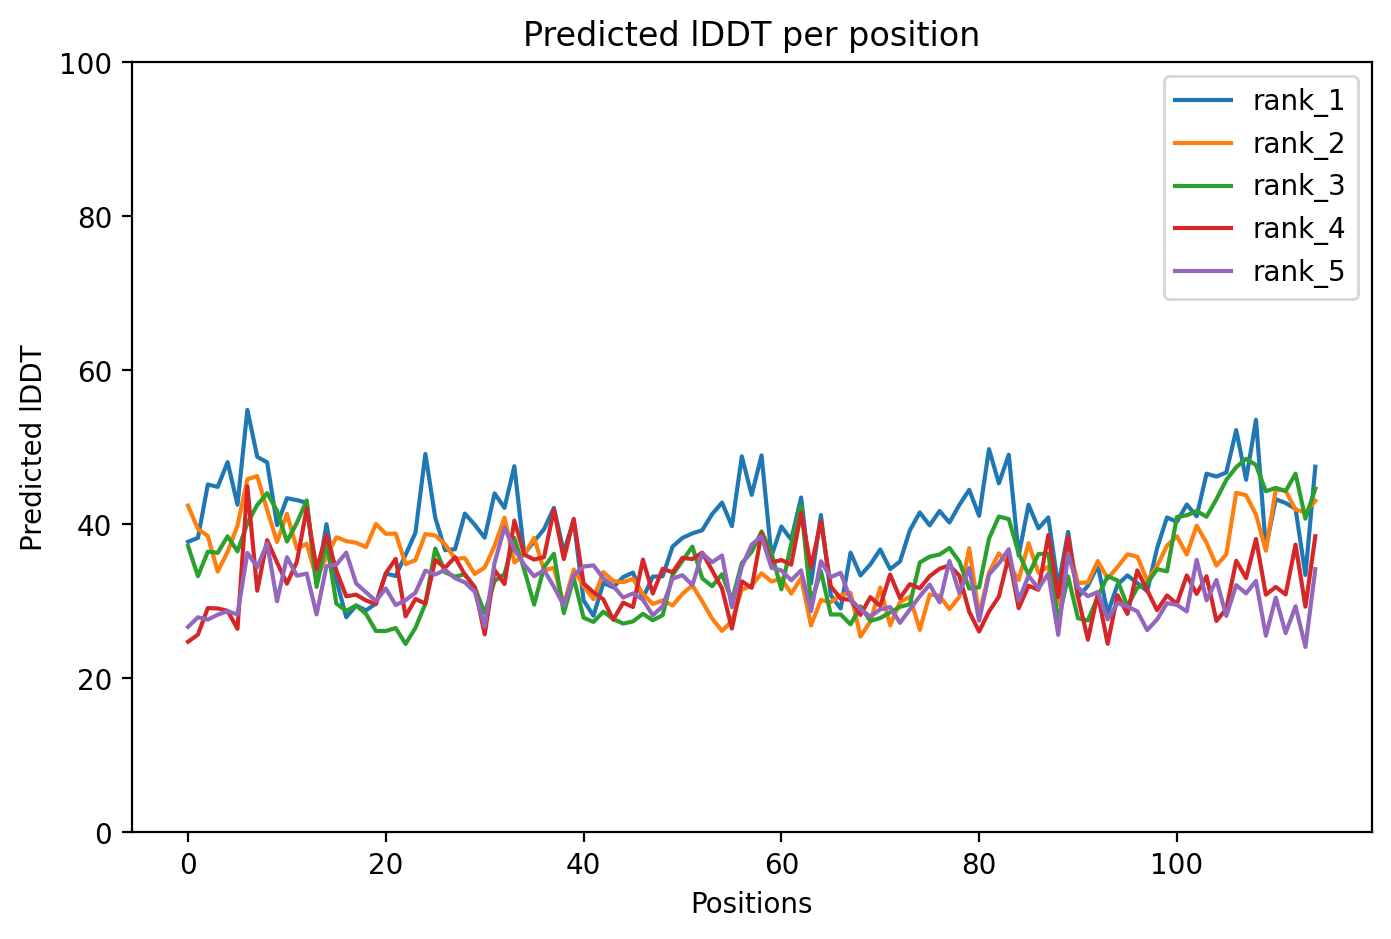 Predicted lDDT per position
100
80
60
40
20
0
Predicted lDDT
0 20 40 60 80 100
Positions
rank_1
rank_2
rank_3
rank_4
rank_5